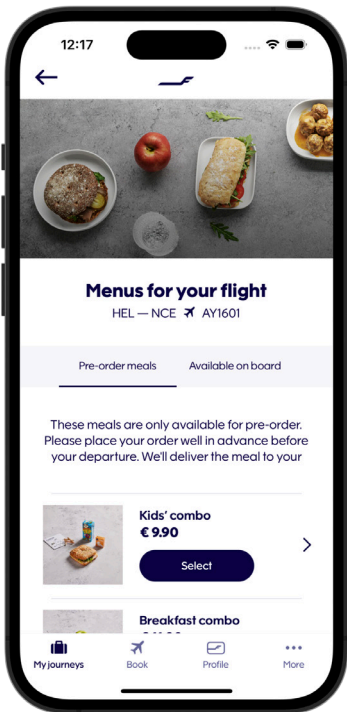 12:17
Menus for your flight
HEL — NCE AY1601
Pre-order meals
Available on board
These meals are only available for pre-order.
Please place your order well in advance before
your departure. We'll deliver the meal to your
Kids' combo
€ 9.90
Select
Breakfast combo
My journeys
Book
Profile
More